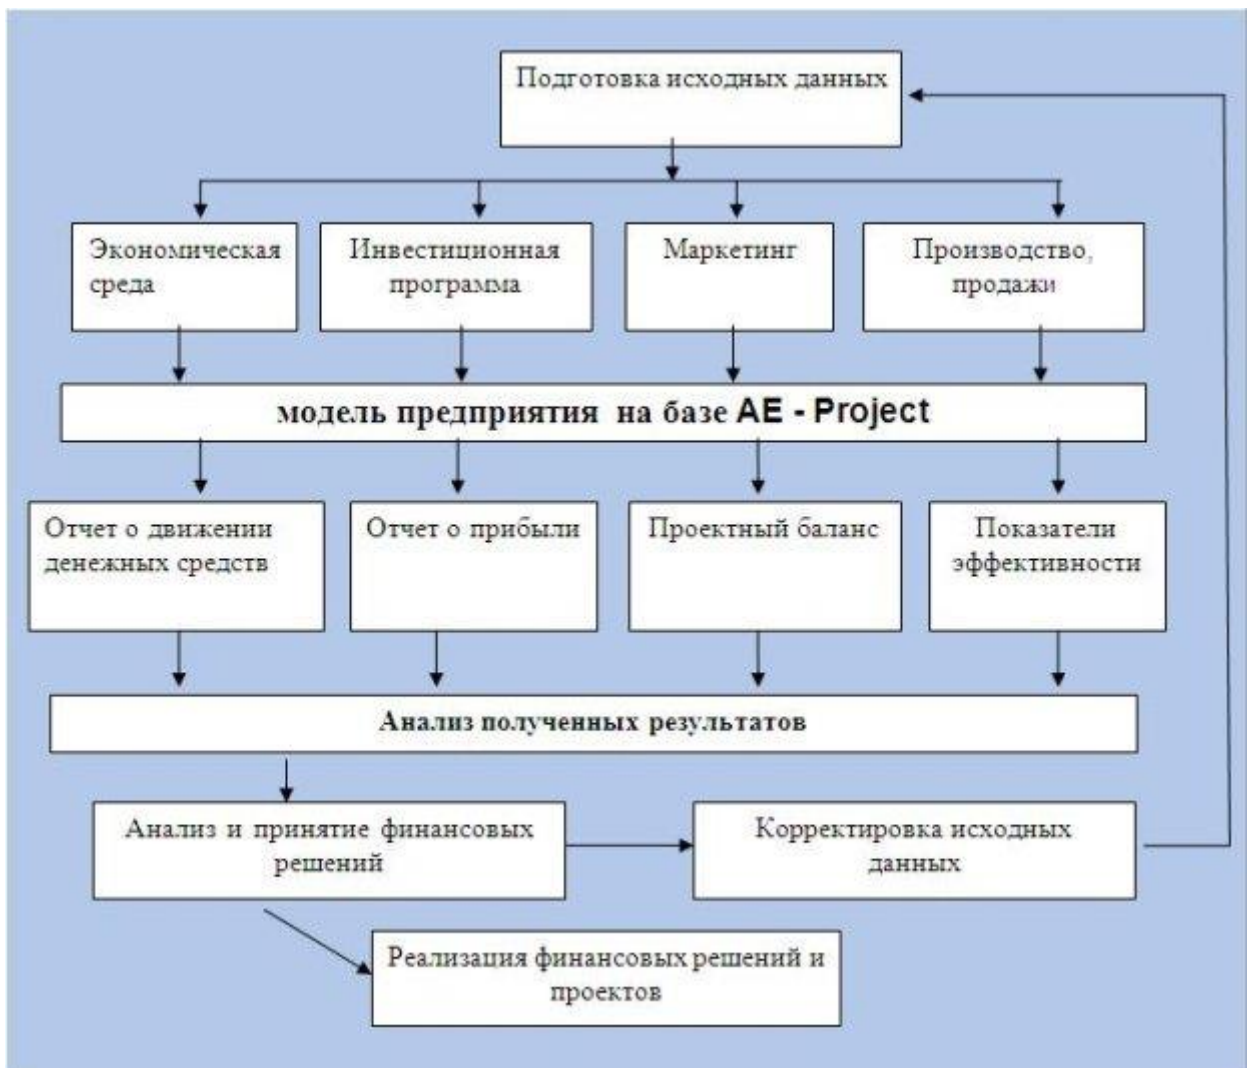 Подготовка исходных данных
Экономическая
среда
Инвестиционная
программа
Маркетинг
Производство,
продажи
модель предприятия на базе AE - Project
Отчет о движении
денежных средств
Отчет о прибыли
Проектный баланс
Показатели
эффективности
Анализ полученных результатов
Анализ и принятие финансовых
решений
Корректировка исходных
данных
Реализация финансовых решений и
проектов